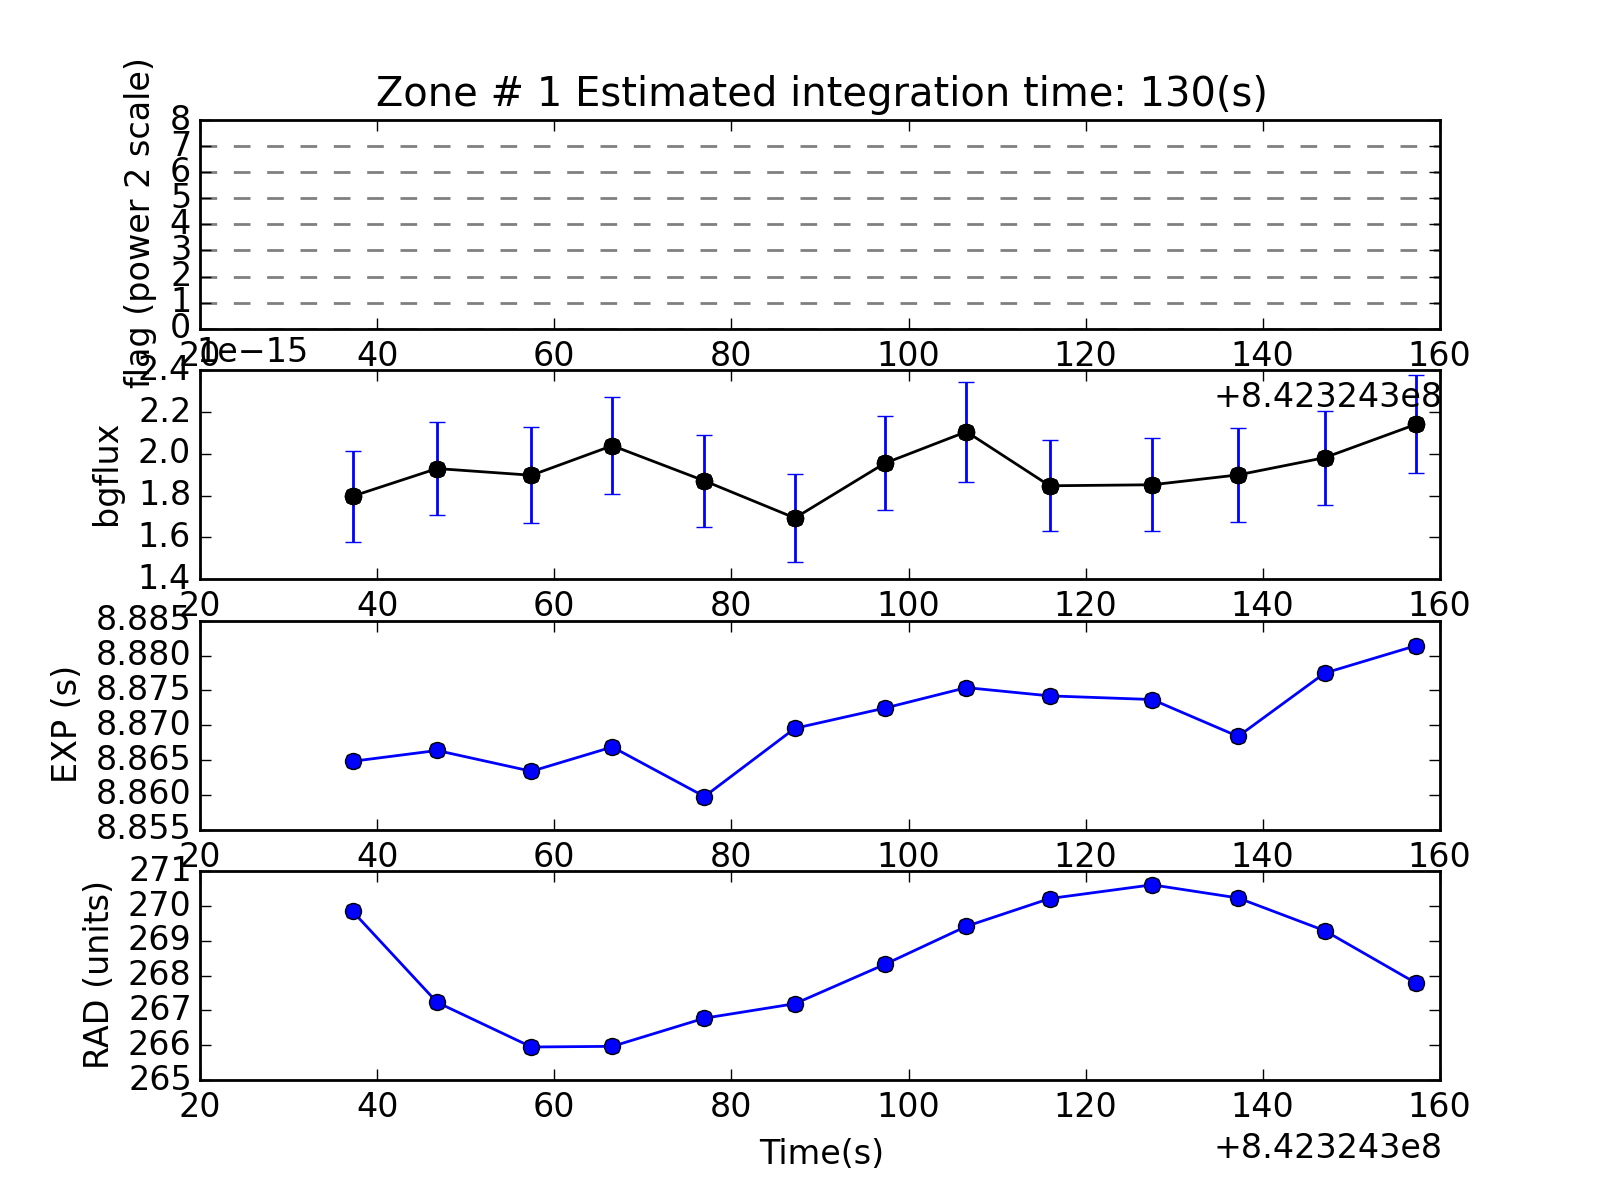 Zone # 1 Estimated integration time: 130(s)
flag (power 2 scale)
8
7
6
5
4
3
2
1
0
20 40 60 80 100 120 140 160
1e−15
+8.423243e8
bgflux
2.4
2.2
2.0
1.8
1.6
1.4
20 40 60 80 100 120 140 160
EXP (s)
8.885
8.880
8.875
8.870
8.865
8.860
8.855
20 40 60 80 100 120 140 160
RAD (units)
271
270
269
268
267
266
265
20 40 60 80 100 120 140 160
Time(s)
+8.423243e8